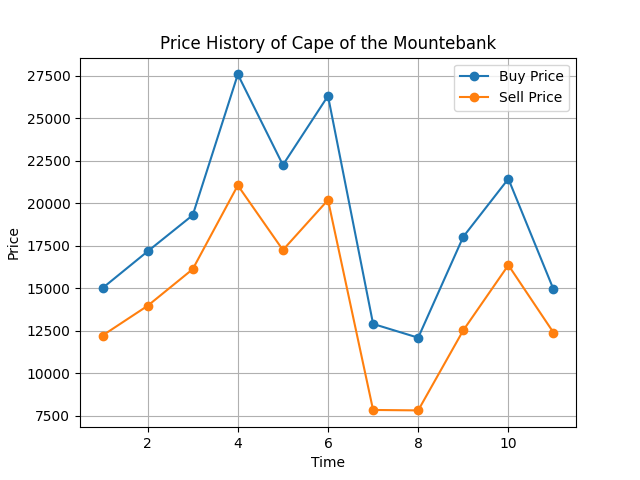 Price History of Cape of the Mountebank
Buy Price
Sell Price
Price
27500
25000
22500
20000
17500
15000
12500
10000
7500
2 4 6 8 10
Time